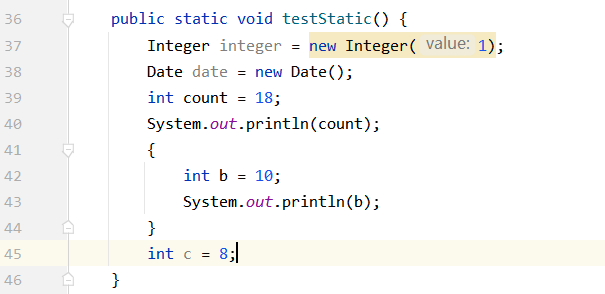 36 public static void testStatic() {
37 Integer integer = new Integer( value: 1);
38 Date date = new Date();
39 int count = 18;
40 System.out.println(count);
41 {
42 int b = 10;
43 System.out.println(b);
44 }
45 int c = 8;
46 }